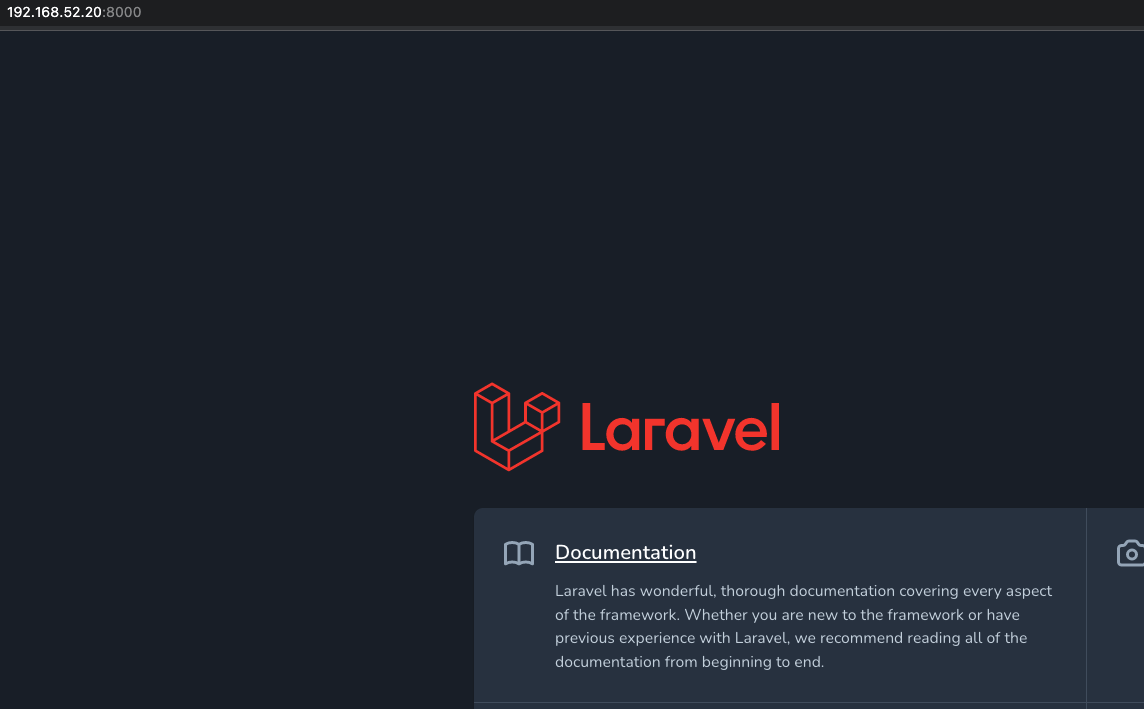 192.168.52.20:8000
Laravel
Documentation
Laravel has wonderful, thorough documentation covering every aspect
of the framework. Whether you are new to the framework or have
previous experience with Laravel, we recommend reading all of the
documentation from beginning to end.